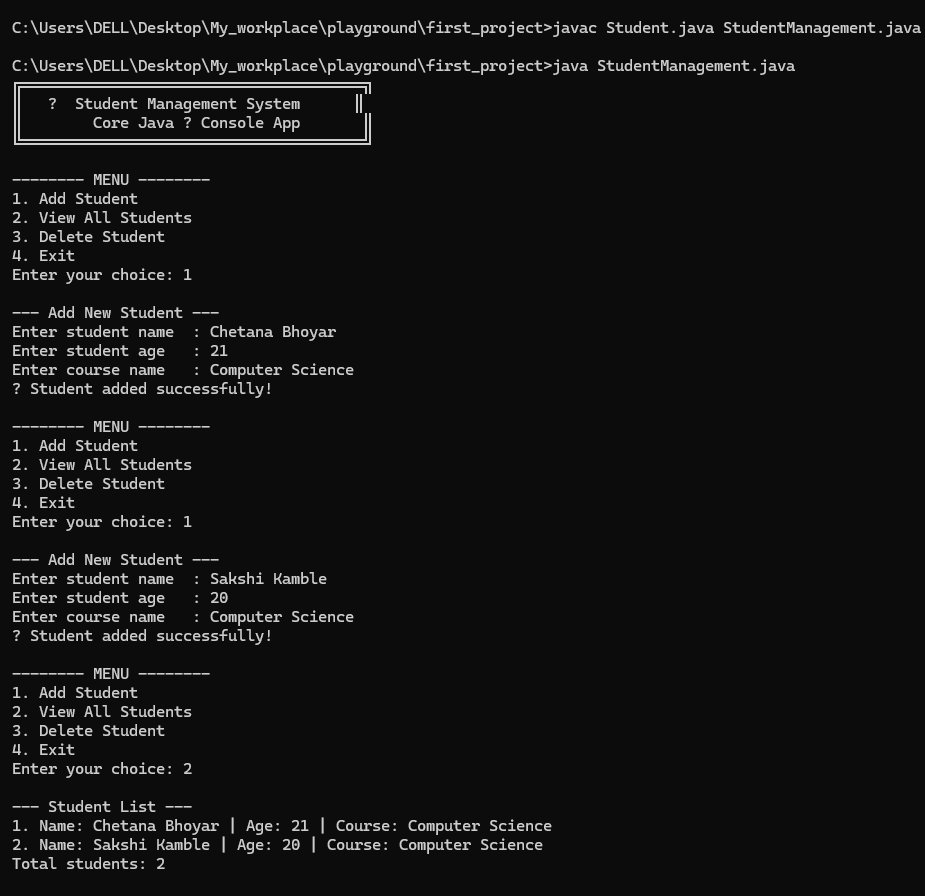 C:\Users\DELL\Desktop\My_workplace\playground\first_project>javac Student.java StudentManagement.java
C:\Users\DELL\Desktop\My_workplace\playground\first_project>java StudentManagement.java
? Student Management System
Core Java ? Console App
-------- MENU --------
1. Add Student
2. View All Students
3. Delete Student
4. Exit
Enter your choice: 1
--- Add New Student ---
Enter student name  : Chetana Bhoyar
Enter student age   : 21
Enter course name   : Computer Science
? Student added successfully!
-------- MENU --------
1. Add Student
2. View All Students
3. Delete Student
4. Exit
Enter your choice: 1
--- Add New Student ---
Enter student name  : Sakshi Kamble
Enter student age   : 20
Enter course name   : Computer Science
? Student added successfully!
-------- MENU --------
1. Add Student
2. View All Students
3. Delete Student
4. Exit
Enter your choice: 2
--- Student List ---
1. Name: Chetana Bhoyar | Age: 21 | Course: Computer Science
2. Name: Sakshi Kamble | Age: 20 | Course: Computer Science
Total students: 2